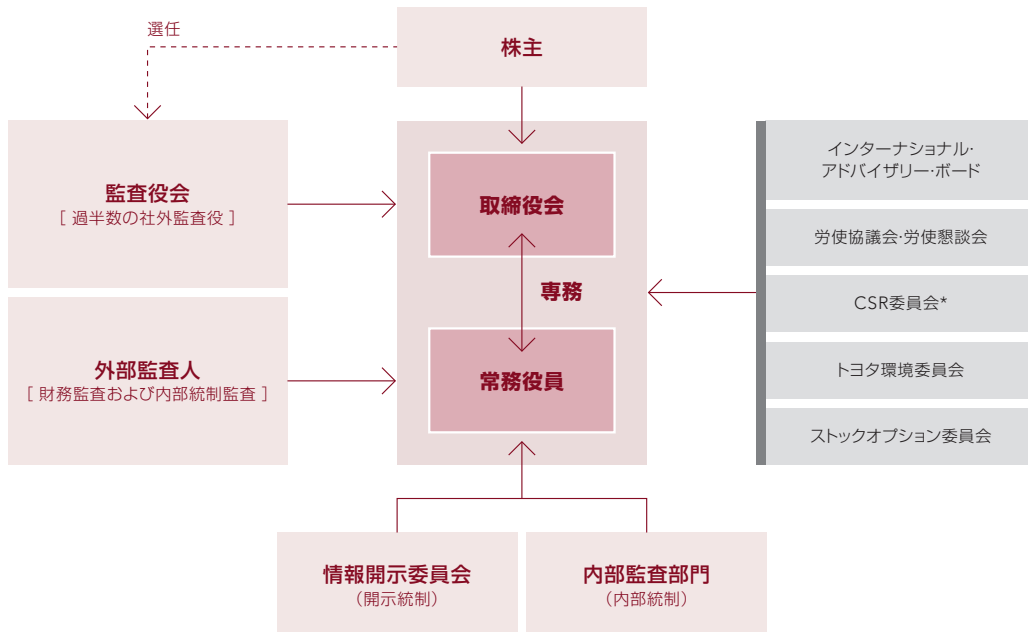 選任
株主
監査役会
[ 過半数の社外監査役 ]
外部監査人
[ 財務監査および内部統制監査 ]
取締役会
専務
常務役員
インターナショナル・
アドバイザリー・ボード
労使協議会・労使懇談会
CSR委員会*
トヨタ環境委員会
ストックオプション委員会
情報開示委員会
（開示統制）
内部監査部門
（内部統制）